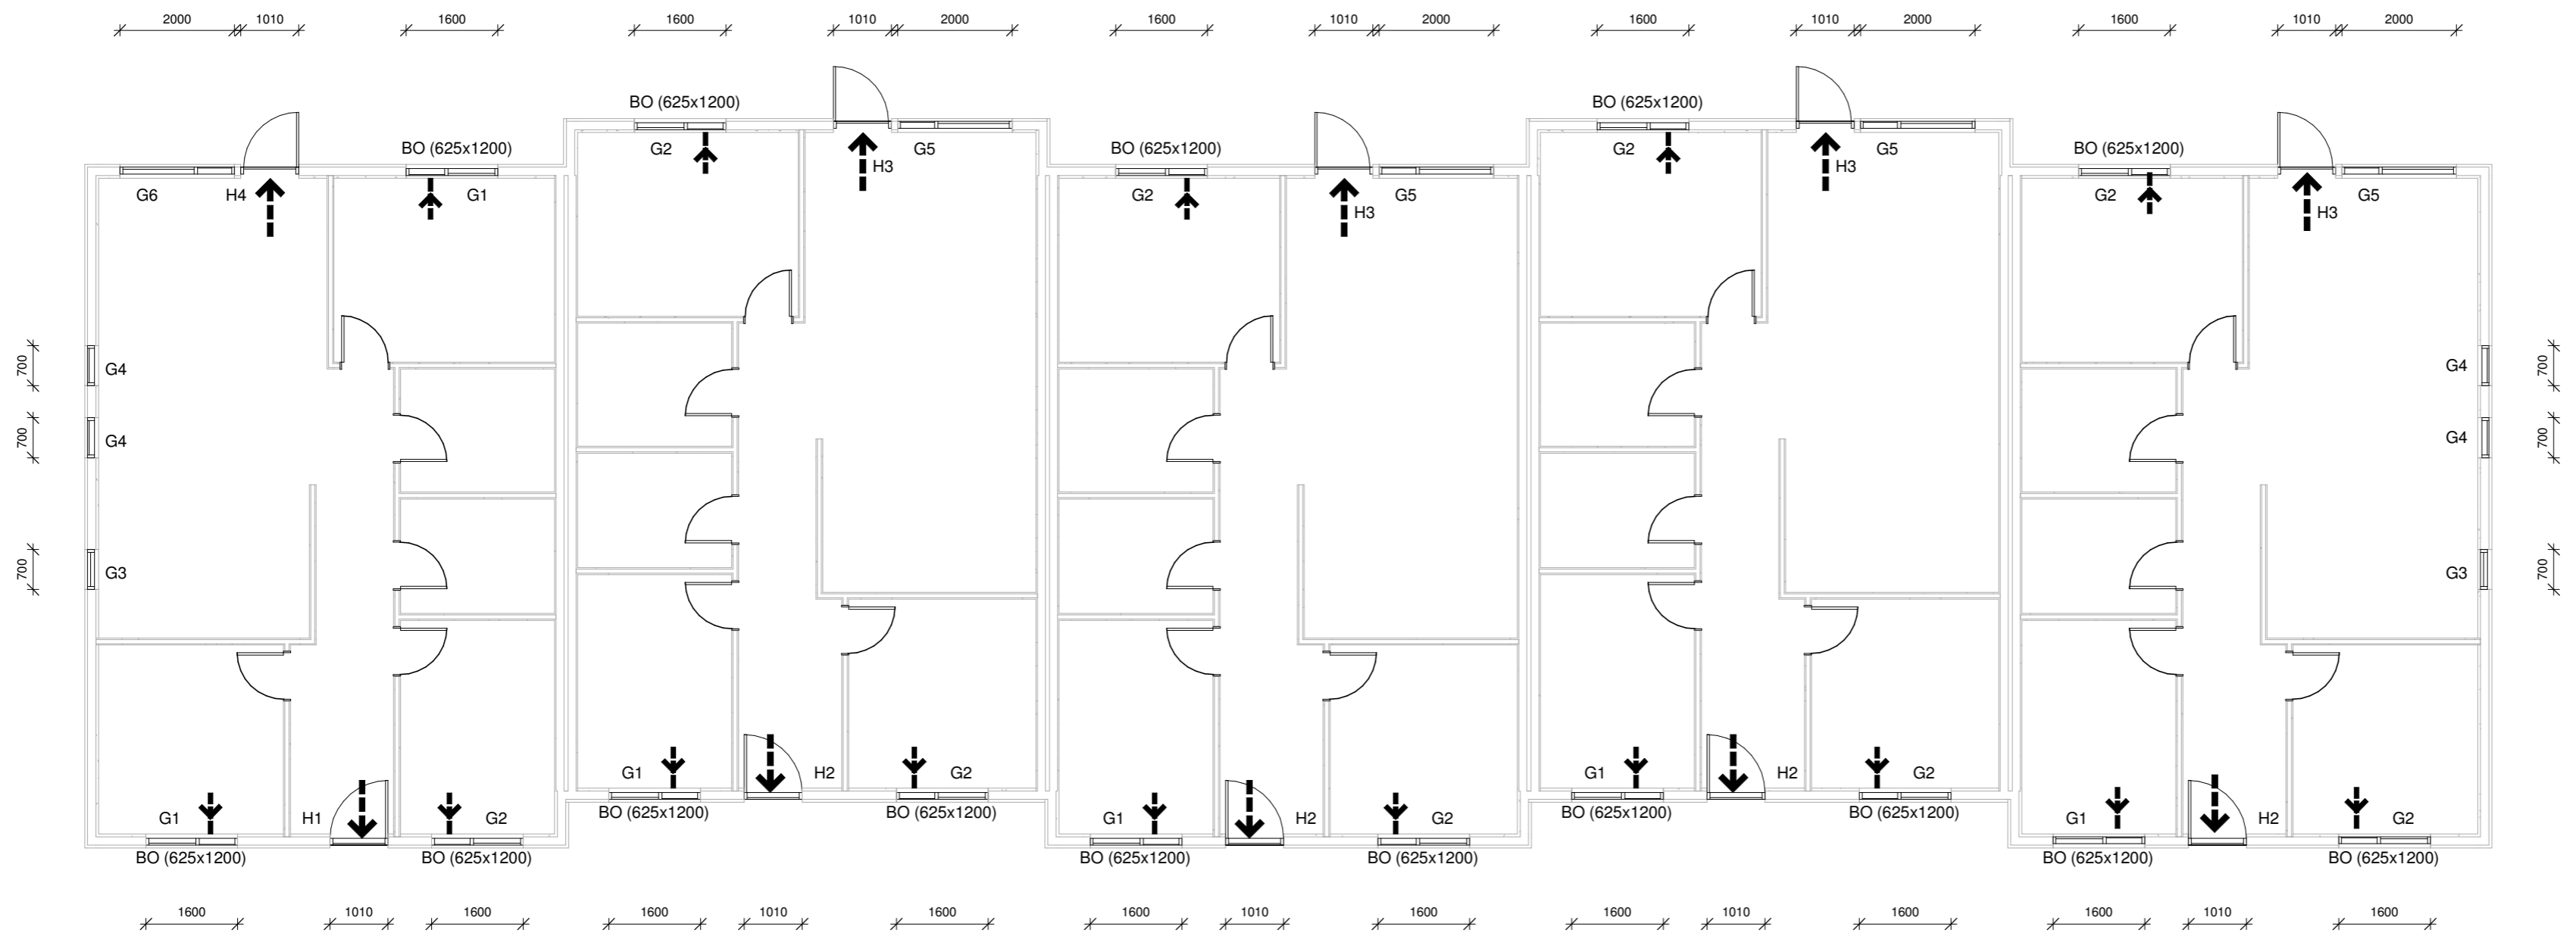 2000 1010 1600 1600 1010 2000 1600 1010 2000 1600 1010 2000 1600 1010 2000
BO (625x1200) BO (625x1200)
BO (625x1200) BO (625x1200) BO (625x1200)
G2 H3 G5 G2 H3 G5
G6 H4 G1 G2 H3 G5 G2 H3 G5
700 G4 G4 700
700 G4 G4 700
700 G3 G3 700
G1 H2 G2 G1 H2 G2
BO (625x1200) BO (625x1200) BO (625x1200) BO (625x1200)
G1 H1 G2 G1 H2 G2 G1 H2 G2
BO (625x1200) BO (625x1200) BO (625x1200) BO (625x1200) BO (625x1200) BO (625x1200)
1600 1010 1600 1600 1010 1600 1600 1010 1600 1600 1010 1600 1600 1010 1600